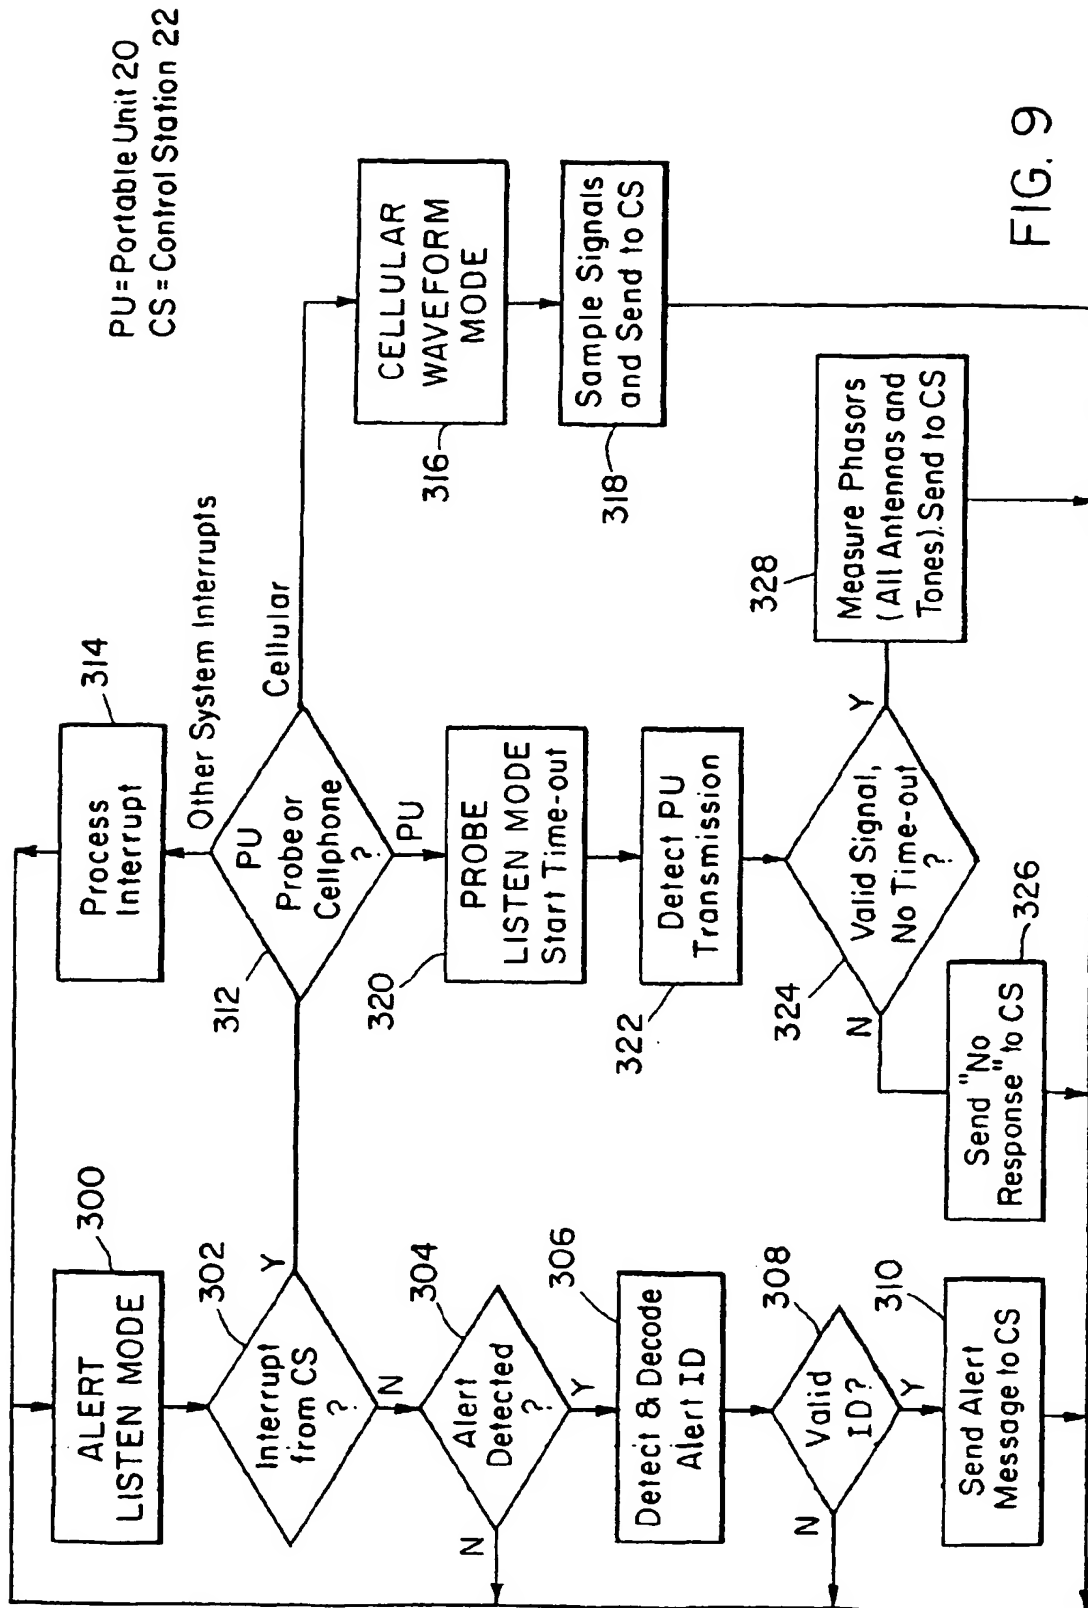 PU=Portable Unit 20
CS=Control Station 22
300
ALERT
LISTEN MODE
302
Interrupt
from CS
?
Y
N
304
Alert
Detected
?
N
Y
306
Detect & Decode
Alert ID
308
Valid
ID?
N
Y
310
Send Alert
Message to CS
314
Process
Interrupt
Other System Interrupts
312
PU
Probe or
Cellphone
?
Cellular
PU
316
CELLULAR
WAVEFORM
MODE
318
Sample Signals
and Send to CS
320
PROBE
LISTEN MODE
Start Time-out
322
Detect PU
Transmission
324
Valid Signal,
No Time-out
?
N
Y
326
Send "No
Response" to CS
328
Measure Phasors
(All Antennas and
Tones).Send to CS
FIG. 9